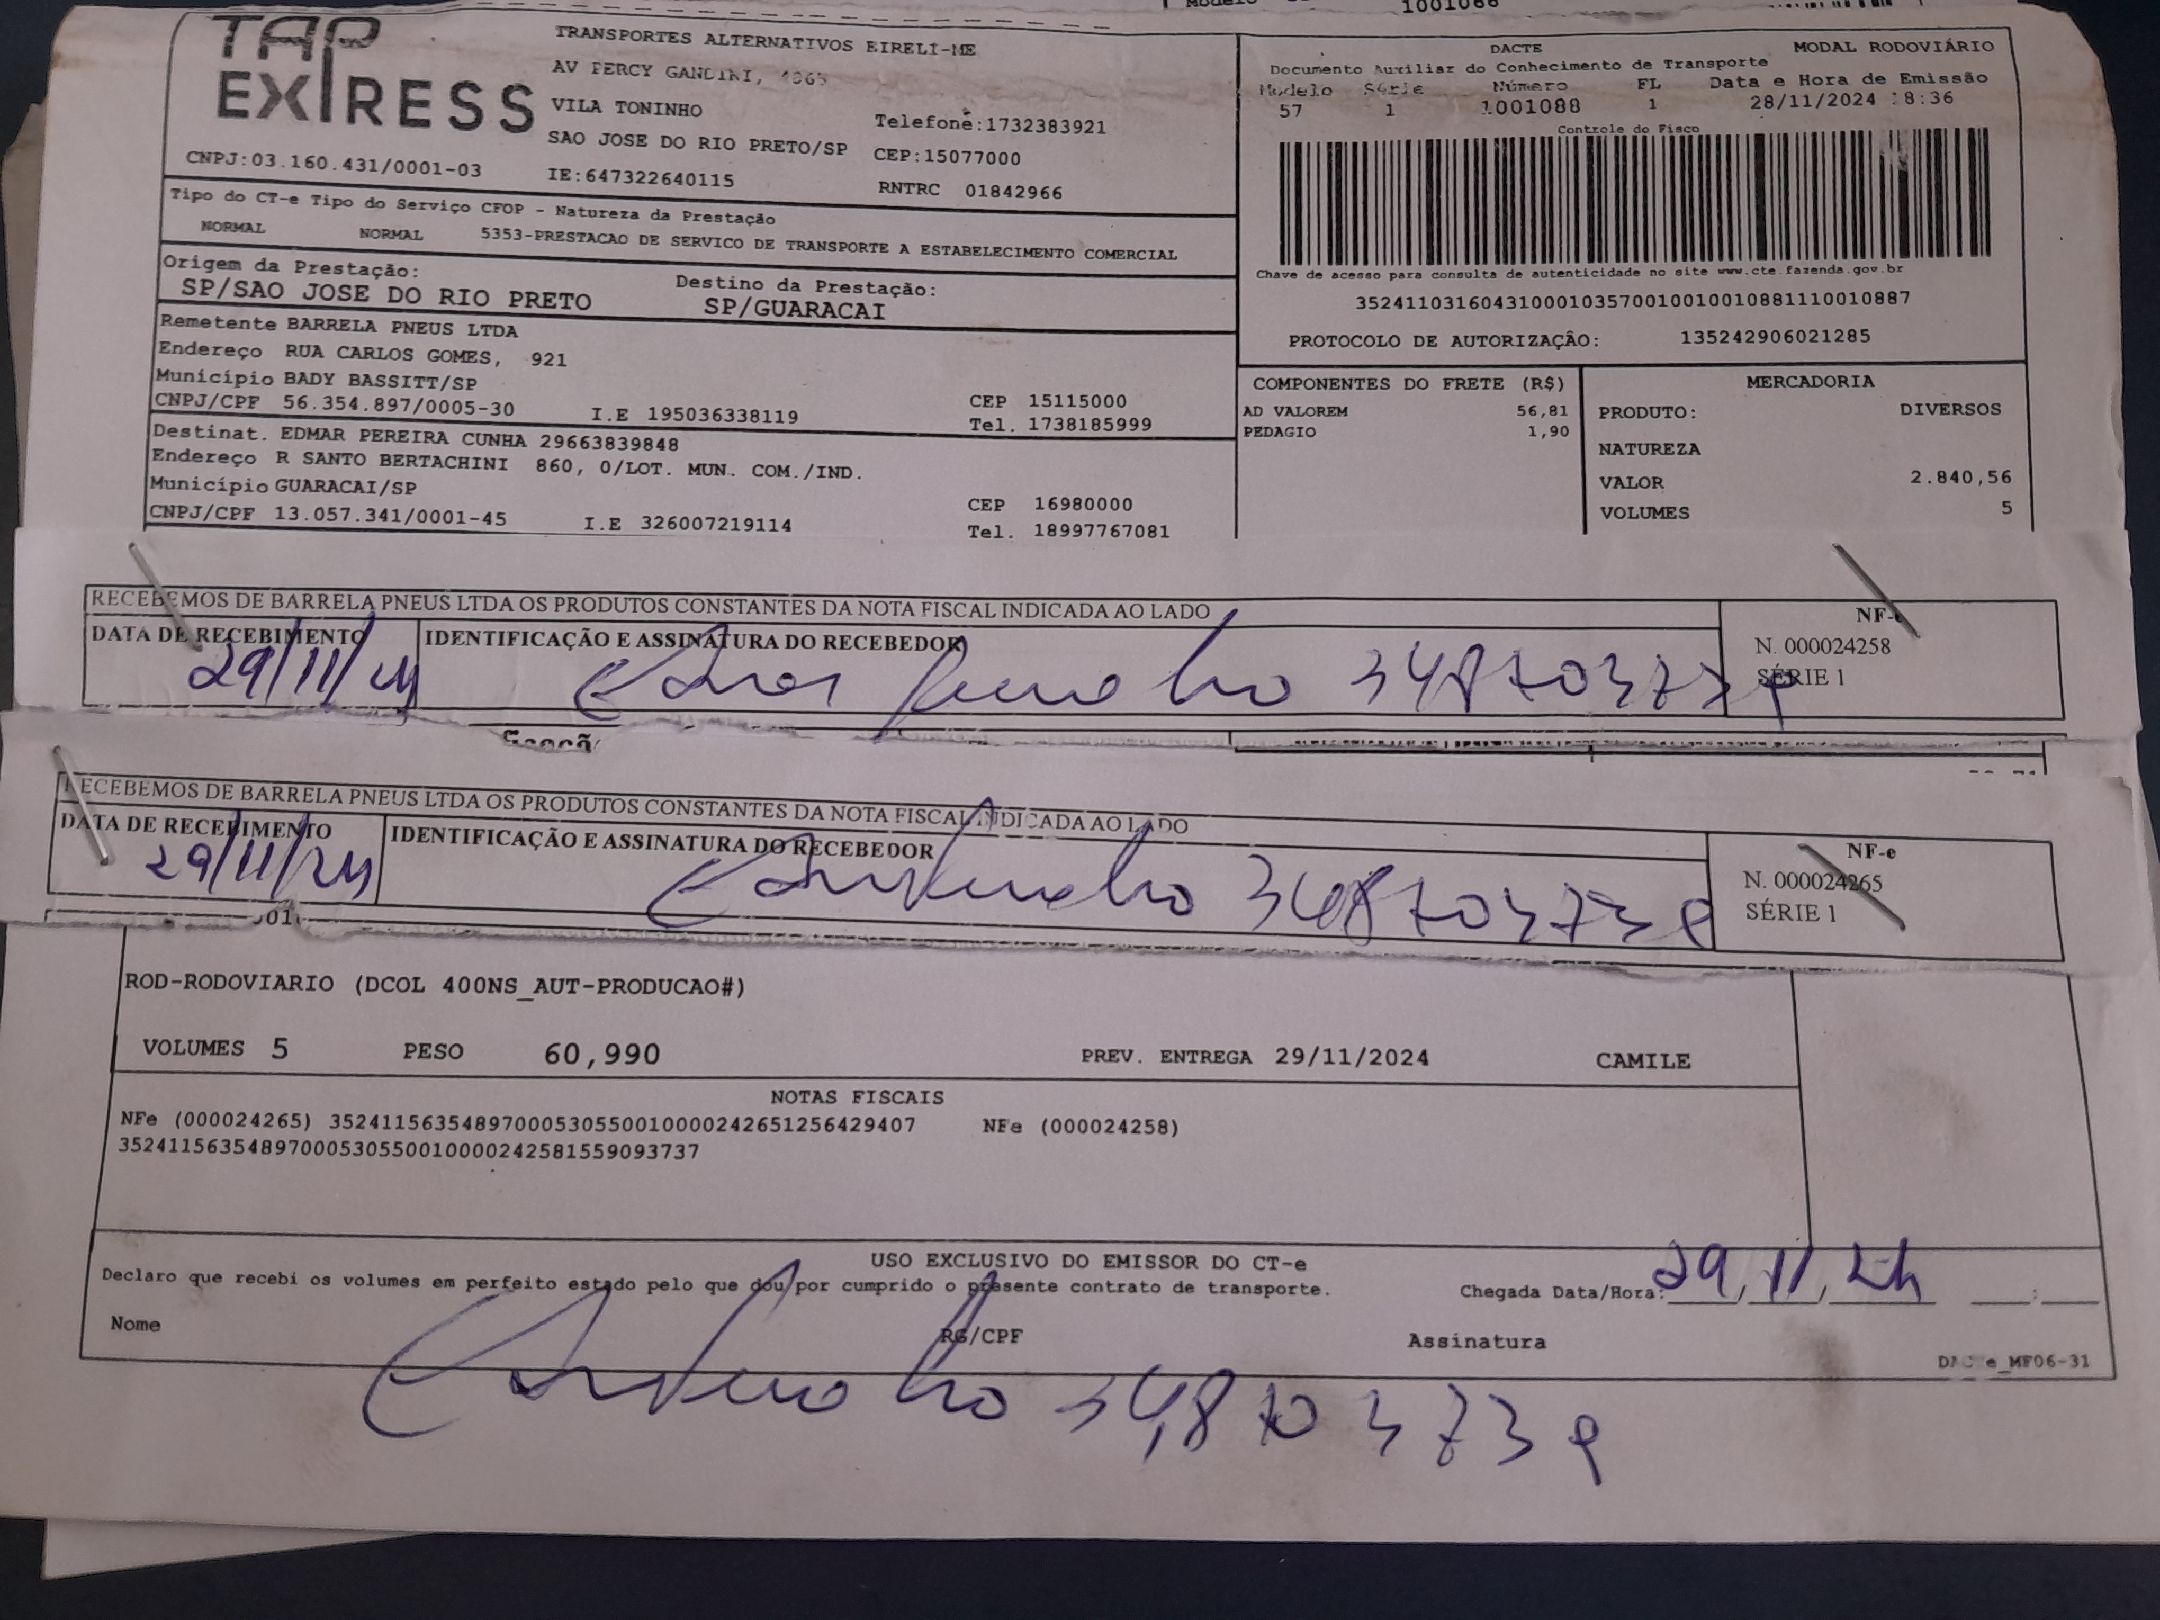 1001088
TAP
EXPRESS
TRANSPORTES ALTERNATIVOS EIRELI-ME
AV PERCY GANDINI,
VILA TONINHO
Telefone:1732383921
SAO JOSE DO RIO PRETO/SP CEP:15077000
CNPJ:03.160.431/0001-03 IE:647322640115 RNTRC 01842966
DACTE MODAL RODOVIÁRIO
Documento Auxiliar do Conhecimento de Transporte
Modelo Série Número FL Data e Hora de Emissão
57 1 1001088 1 28/11/2024 18:36
Controle do Fisco
Chave de acesso para consulta de autenticidade no site www.cte.fazenda.gov.br
35241103160431000103570010010010881110010887
PROTOCOLO DE AUTORIZAÇÃO: 135242906021285
Tipo do CT-e Tipo do Serviço CFOP - Natureza da Prestação
NORMAL NORMAL 5353-PRESTACAO DE SERVICO DE TRANSPORTE A ESTABELECIMENTO COMERCIAL
Origem da Prestação: Destino da Prestação:
SP/SAO JOSE DO RIO PRETO SP/GUARACAI
Remetente BARRELA PNEUS LTDA
Endereço RUA CARLOS GOMES, 921
Município BADY BASSITT/SP CEP 15115000
CNPJ/CPF 56.354.897/0005-30 I.E 195036338119 Tel. 1738185999
Destinat. EDMAR PEREIRA CUNHA 29663839848
Endereço R SANTO BERTACHINI 860, 0/LOT. MUN. COM./IND.
Município GUARACAI/SP CEP 16980000
CNPJ/CPF 13.057.341/0001-45 I.E 326007219114 Tel. 18997767081
COMPONENTES DO FRETE (R$)
AD VALOREM 56,81
PEDAGIO 1,90
MERCADORIA
PRODUTO: DIVERSOS
NATUREZA
VALOR 2.840,56
VOLUMES 5
RECEBEMOS DE BARRELA PNEUS LTDA OS PRODUTOS CONSTANTES DA NOTA FISCAL INDICADA AO LADO
DATA DE RECEBIMENTO IDENTIFICAÇÃO E ASSINATURA DO RECEBEDOR
29/11/24
NF-e
N. 000024258
SÉRIE 1
RECEBEMOS DE BARRELA PNEUS LTDA OS PRODUTOS CONSTANTES DA NOTA FISCAL INDICADA AO LADO
DATA DE RECEBIMENTO IDENTIFICAÇÃO E ASSINATURA DO RECEBEDOR
29/11/24
NF-e
N. 000024265
SÉRIE 1
ROD-RODOVIARIO (DCOL 400NS_AUT-PRODUCAO#)
VOLUMES 5 PESO 60,990 PREV. ENTREGA 29/11/2024 CAMILE
NOTAS FISCAIS
NFe (000024265) 35241156354897000530550010000242651256429407 NFe (000024258)
35241156354897000530550010000242581559093737
USO EXCLUSIVO DO EMISSOR DO CT-e
Declaro que recebi os volumes em perfeito estado pelo que dou por cumprido o presente contrato de transporte. Chegada Data/Hora: 29/11/24
Nome RG/CPF Assinatura